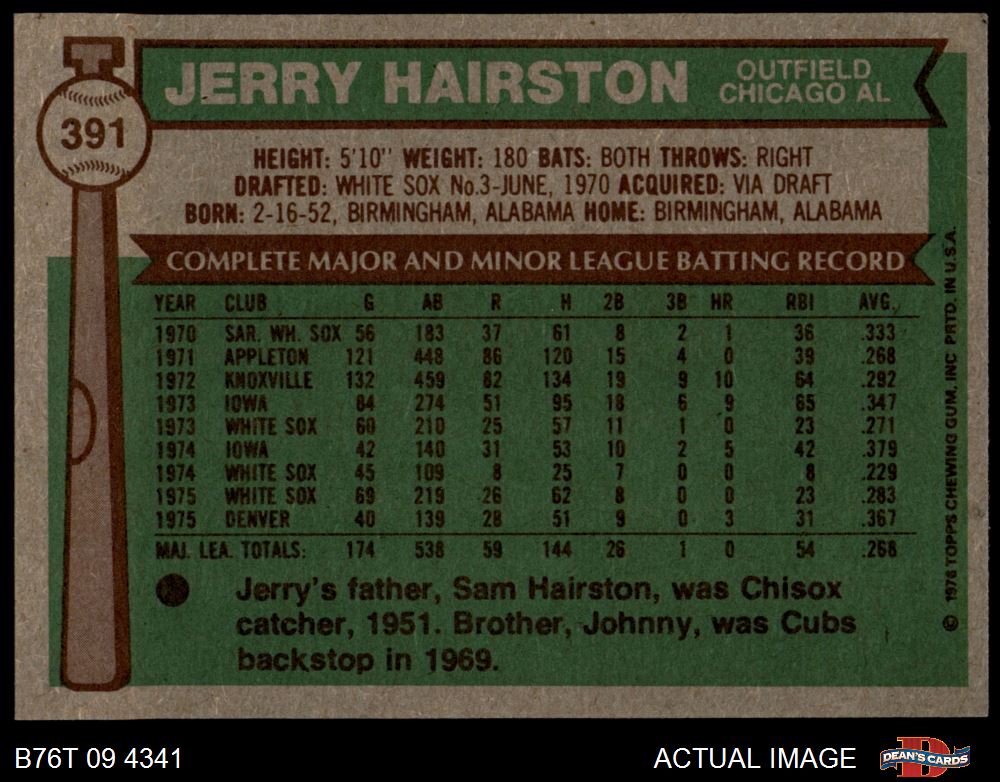 T
391
JERRY HAIRSTON
OUTFIELD
CHICAGO AL
HEIGHT: 5'10" WEIGHT: 180 BATS: BOTH THROWS: RIGHT
DRAFTED: WHITE SOX No.3-JUNE, 1970 ACQUIRED: VIA DRAFT
BORN: 2-16-52, BIRMINGHAM, ALABAMA HOME: BIRMINGHAM, ALABAMA
COMPLETE MAJOR AND MINOR LEAGUE BATTING RECORD
YEAR CLUB G AB R H 2B 3B HR RBI AVG.
1970 SAR. WH. SOX 56 183 37 61 8 2 1 36 .333
1971 APPLETON 121 448 86 120 15 4 0 39 .268
1972 KNOXVILLE 132 459 82 134 19 9 10 64 .292
1973 IOWA 84 274 51 95 18 6 9 65 .347
1973 WHITE SOX 60 210 25 57 11 1 0 23 .271
1974 IOWA 42 140 31 53 10 2 5 42 .379
1974 WHITE SOX 45 109 8 25 7 0 0 8 .229
1975 WHITE SOX 69 219 26 62 8 0 0 23 .283
1975 DENVER 40 139 28 51 9 0 3 31 .367
MAJ. LEA. TOTALS: 174 538 59 144 26 1 0 54 .268
Jerry's father, Sam Hairston, was Chisox
catcher, 1951. Brother, Johnny, was Cubs
backstop in 1969.
© 1976 TOPPS CHEWING GUM, INC PRTD. IN U.S.A.
B76T 09 4341
ACTUAL IMAGE
DEAN'S CARDS